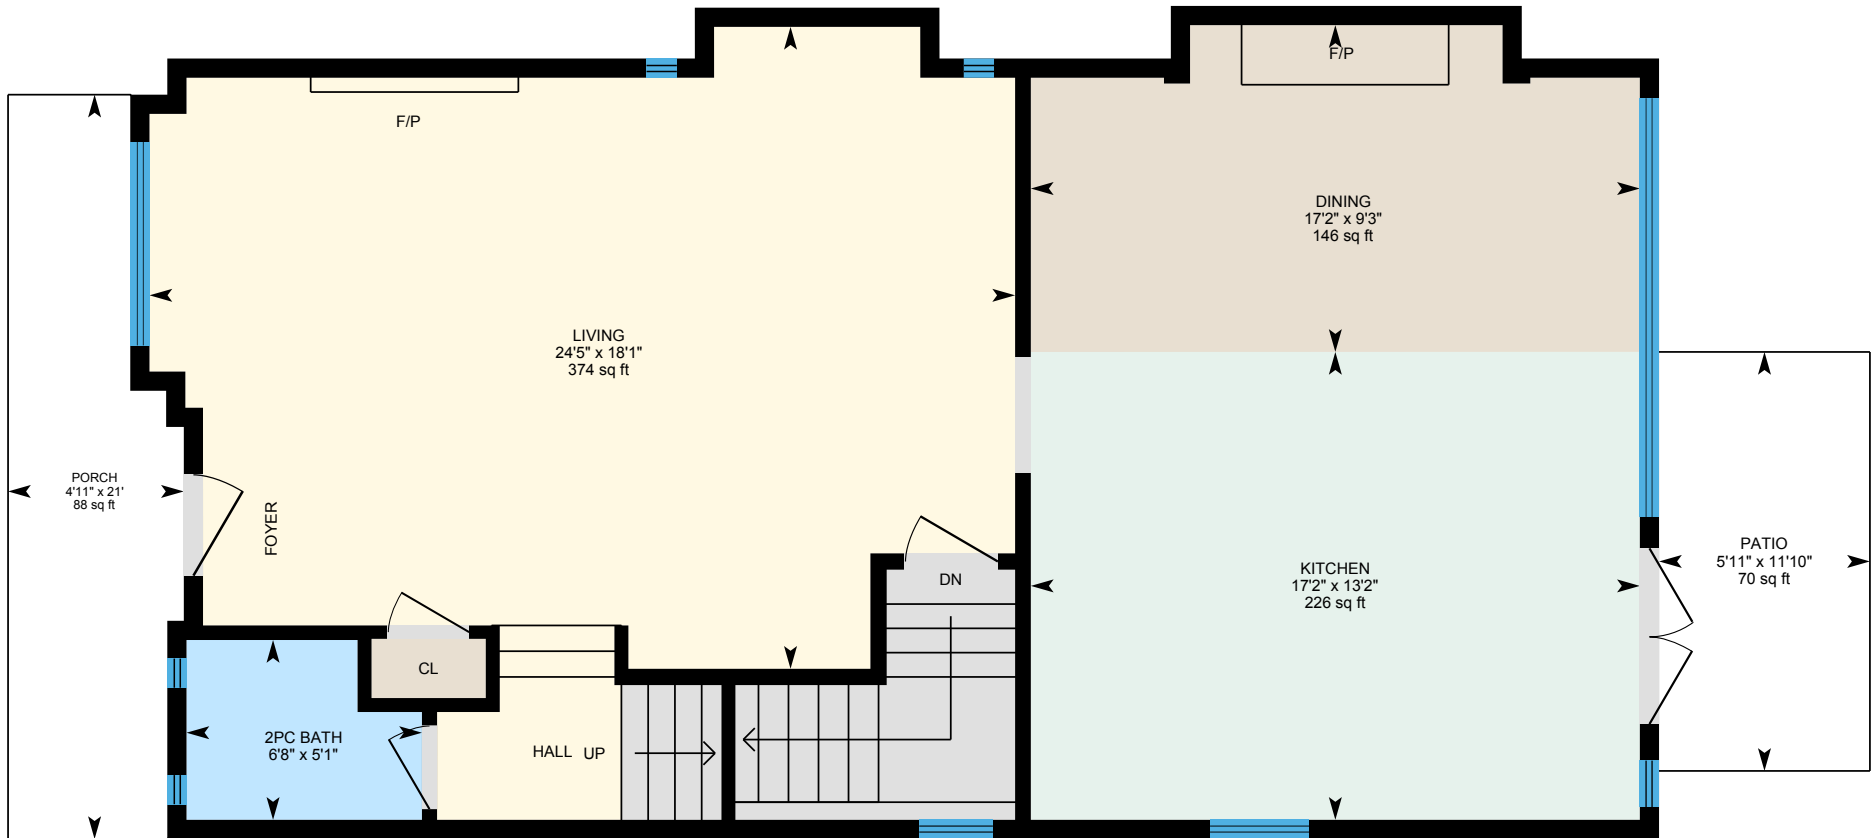 F/P
F/P
DINING
17'2" x 9'3"
146 sq ft
LIVING
24'5" x 18'1"
374 sq ft
PORCH
4'11" x 21'
88 sq ft
FOYER
PATIO
5'11" x 11'10"
70 sq ft
KITCHEN
17'2" x 13'2"
226 sq ft
DN
CL
2PC BATH
6'8" x 5'1"
HALL UP